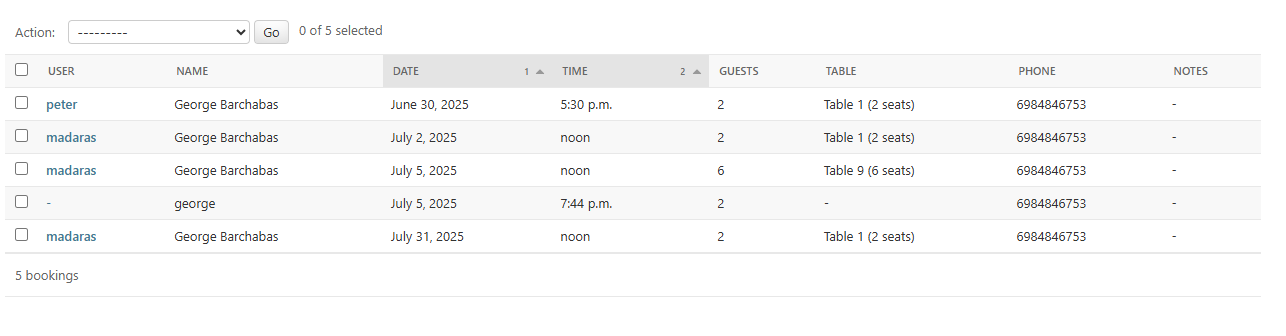 Action: --------- Go 0 of 5 selected
USER NAME DATE 1 TIME 2 GUESTS TABLE PHONE NOTES
peter George Barchabas June 30, 2025 5:30 p.m. 2 Table 1 (2 seats) 6984846753 -
madaras George Barchabas July 2, 2025 noon 2 Table 1 (2 seats) 6984846753 -
madaras George Barchabas July 5, 2025 noon 6 Table 9 (6 seats) 6984846753 -
- george July 5, 2025 7:44 p.m. 2 - 6984846753 -
madaras George Barchabas July 31, 2025 noon 2 Table 1 (2 seats) 6984846753 -
5 bookings